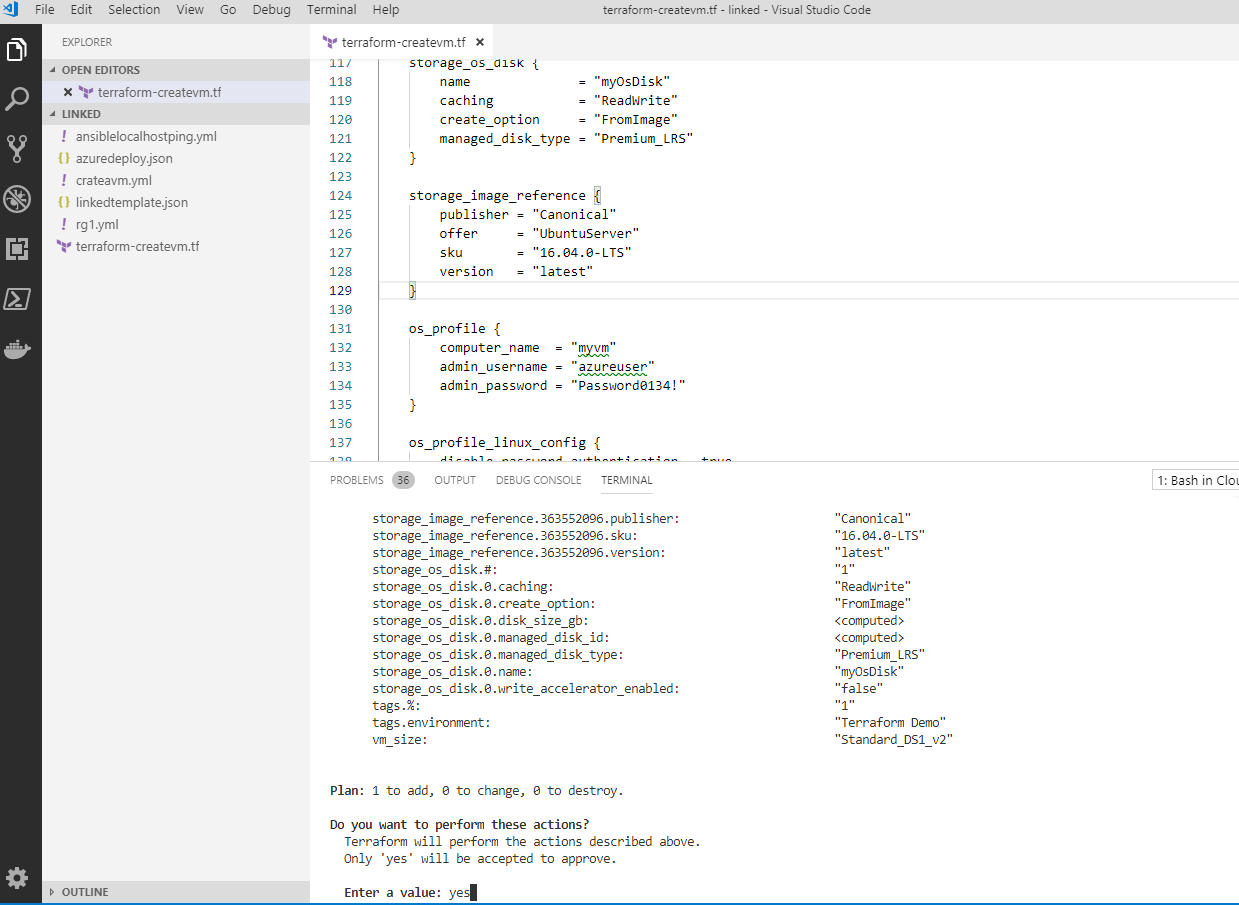 File Edit Selection View Go Debug Terminal Help terraform-createvm.tf - linked - Visual Studio Code
EXPLORER
OPEN EDITORS
terraform-createvm.tf
LINKED
ansiblelocalhostping.yml
azuredeploy.json
crateavm.yml
linkedtemplate.json
rg1.yml
terraform-createvm.tf
OUTLINE
terraform-createvm.tf
117 storage_os_disk {
118 name = "myOsDisk"
119 caching = "ReadWrite"
120 create_option = "FromImage"
121 managed_disk_type = "Premium_LRS"
122 }
123
124 storage_image_reference {
125 publisher = "Canonical"
126 offer = "UbuntuServer"
127 sku = "16.04.0-LTS"
128 version = "latest"
129 }
130
131 os_profile {
132 computer_name = "myvm"
133 admin_username = "azureuser"
134 admin_password = "Password0134!"
135 }
136
137 os_profile_linux_config {
138 disable_password_authentication = true
PROBLEMS 36 OUTPUT DEBUG CONSOLE TERMINAL 1: Bash in Clou
storage_image_reference.363552096.publisher: "Canonical"
storage_image_reference.363552096.sku: "16.04.0-LTS"
storage_image_reference.363552096.version: "latest"
storage_os_disk.#: "1"
storage_os_disk.0.caching: "ReadWrite"
storage_os_disk.0.create_option: "FromImage"
storage_os_disk.0.disk_size_gb: <computed>
storage_os_disk.0.managed_disk_id: <computed>
storage_os_disk.0.managed_disk_type: "Premium_LRS"
storage_os_disk.0.name: "myOsDisk"
storage_os_disk.0.write_accelerator_enabled: "false"
tags.%: "1"
tags.environment: "Terraform Demo"
vm_size: "Standard_DS1_v2"
Plan: 1 to add, 0 to change, 0 to destroy.
Do you want to perform these actions?
Terraform will perform the actions described above.
Only 'yes' will be accepted to approve.
Enter a value: yes